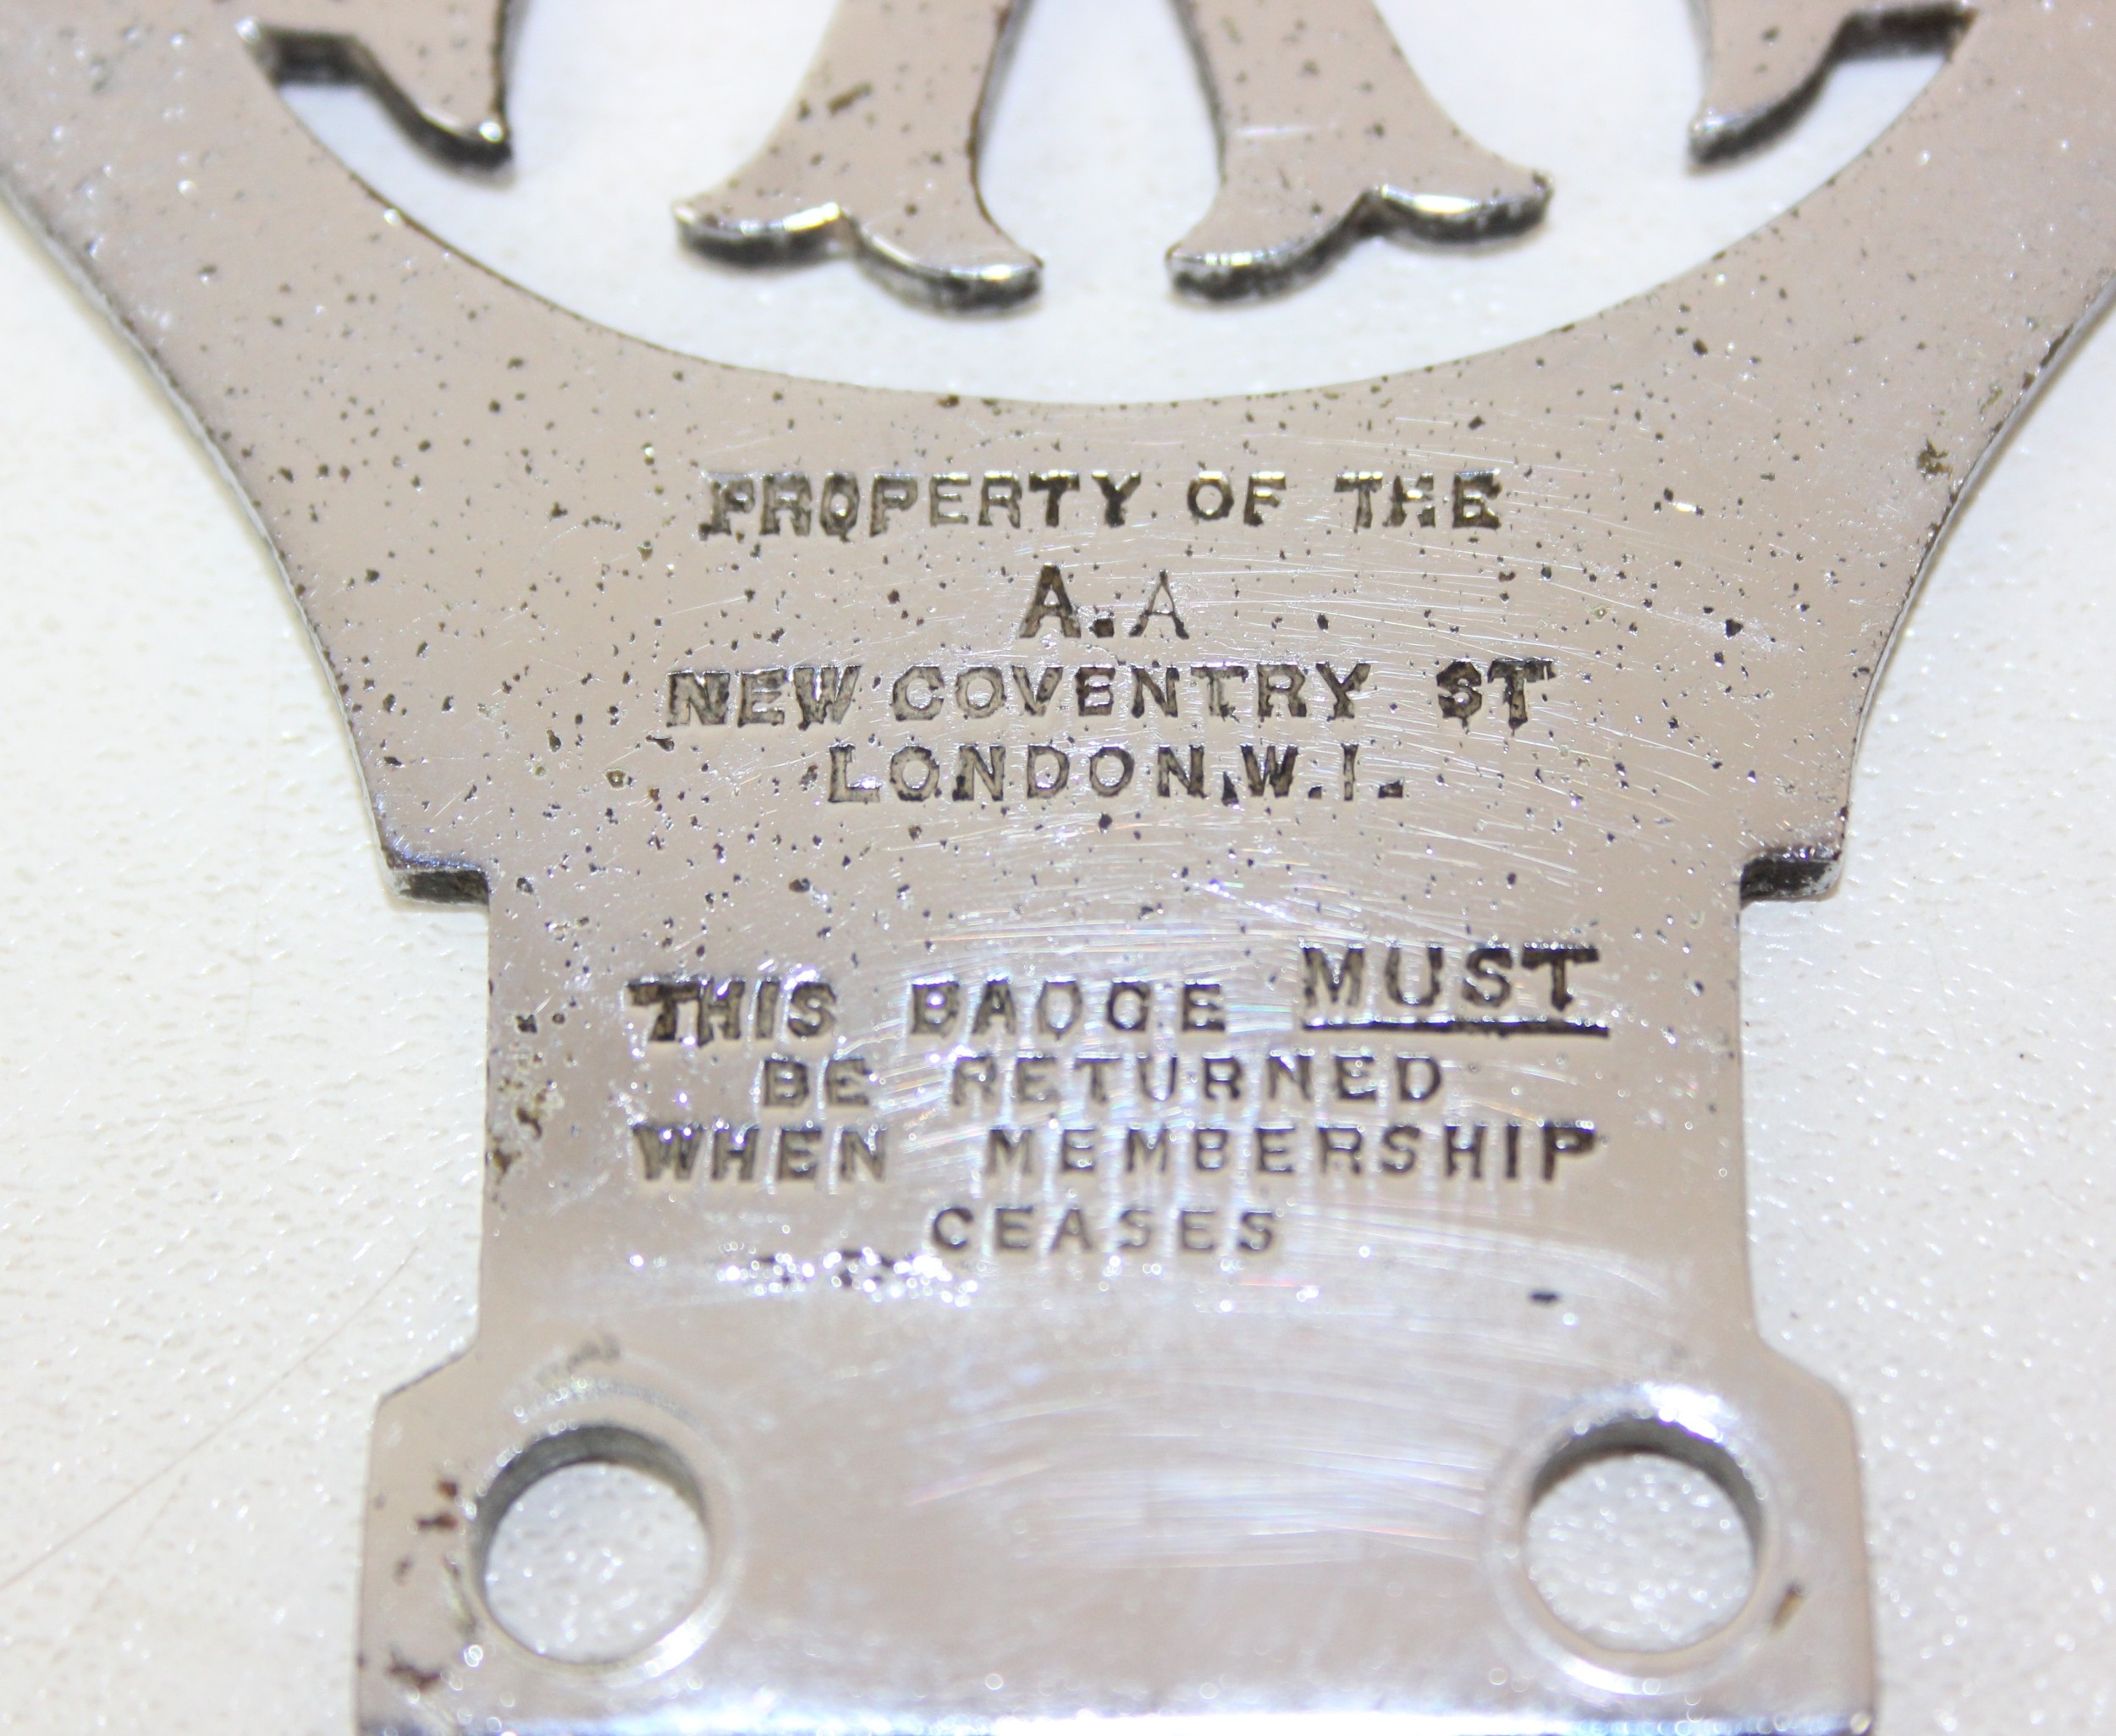 PROPERTY OF THE
A.A
NEW COVENTRY ST
LONDON,W.I.
THIS BADGE MUST
BE RETURNED
WHEN MEMBERSHIP
CEASES